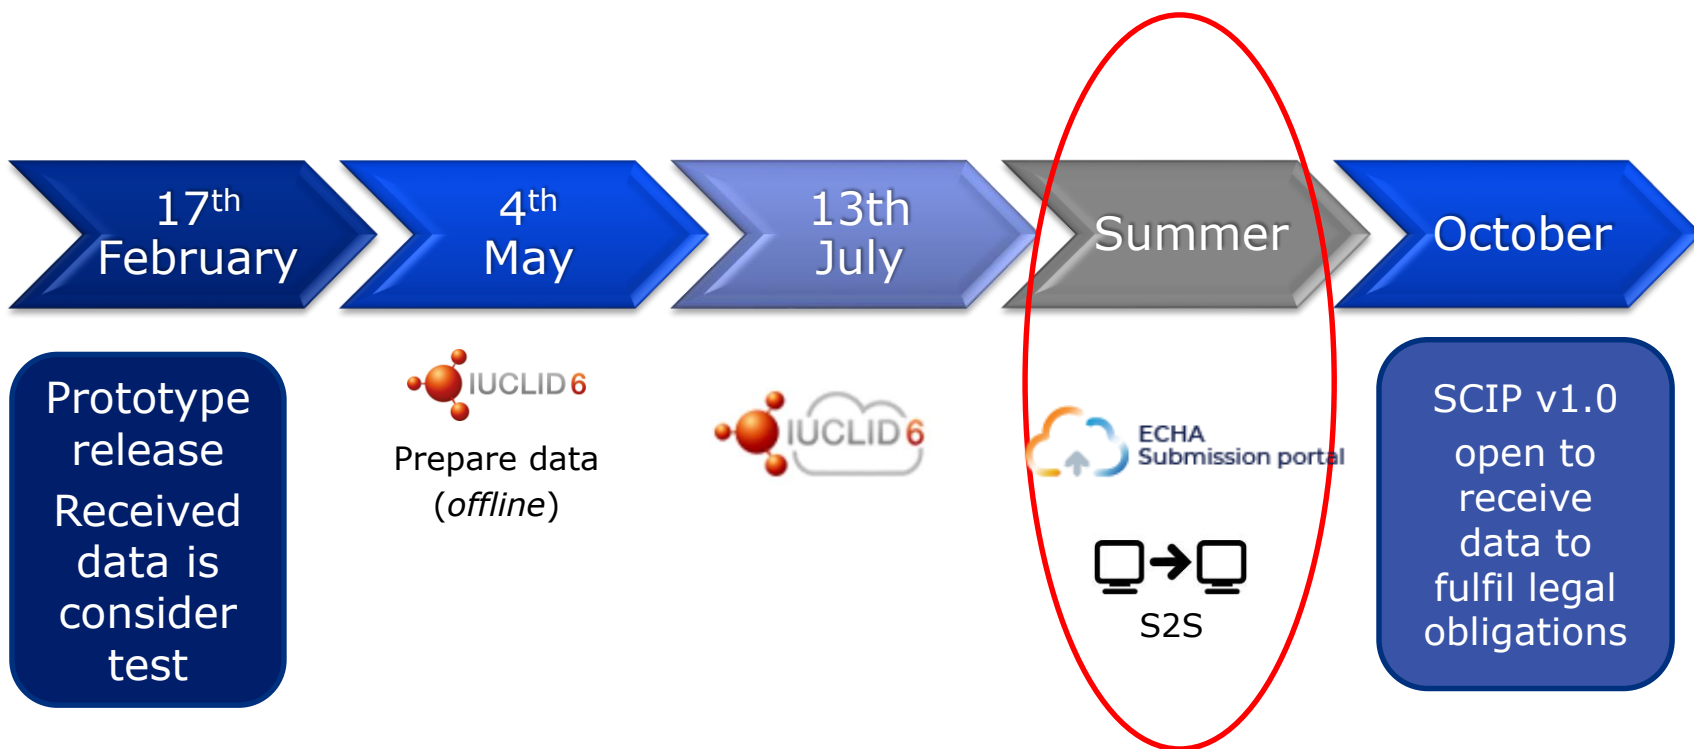 17th
February
4th
May
13th
July
Summer
October
Prototype
release
Received
data is
consider
test
IUCLID 6
Prepare data
(offline)
IUCLID 6
ECHA
Submission portal
S2S
SCIP v1.0
open to
receive
data to
fulfil legal
obligations